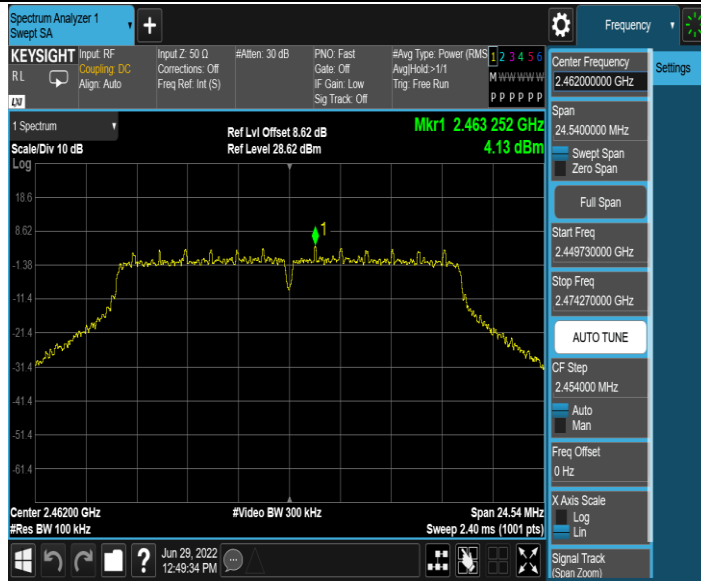 Spectrum Analyzer 1
Swept SA
+
Frequency
KEYSIGHT
RL
LXI
Input: RF
Coupling: DC
Align: Auto
Input Z: 50 Ω
Corrections: Off
Freq Ref: Int (S)
#Atten: 30 dB
PNO: Fast
Gate: Off
IF Gain: Low
Sig Track: Off
#Avg Type: Power (RMS
Avg|Hold:>1/1
Trig: Free Run
1 2 3 4 5 6
M W W W W W
P P P P P P
1 Spectrum
Scale/Div 10 dB
Log
Ref Lvl Offset 8.62 dB
Ref Level 28.62 dBm
Mkr1 2.463 252 GHz
4.13 dBm
18.6
8.62
-1.38
-11.4
-21.4
-31.4
-41.4
-51.4
-61.4
1
Center 2.46200 GHz
#Res BW 100 kHz
#Video BW 300 kHz
Span 24.54 MHz
Sweep 2.40 ms (1001 pts)
?
Jun 29, 2022
12:49:34 PM
Center Frequency
2.462000000 GHz
Settings
Span
24.5400000 MHz
Swept Span
Zero Span
Full Span
Start Freq
2.449730000 GHz
Stop Freq
2.474270000 GHz
AUTO TUNE
CF Step
2.454000 MHz
Auto
Man
Freq Offset
0 Hz
X Axis Scale
Log
Lin
Signal Track
(Span Zoom)